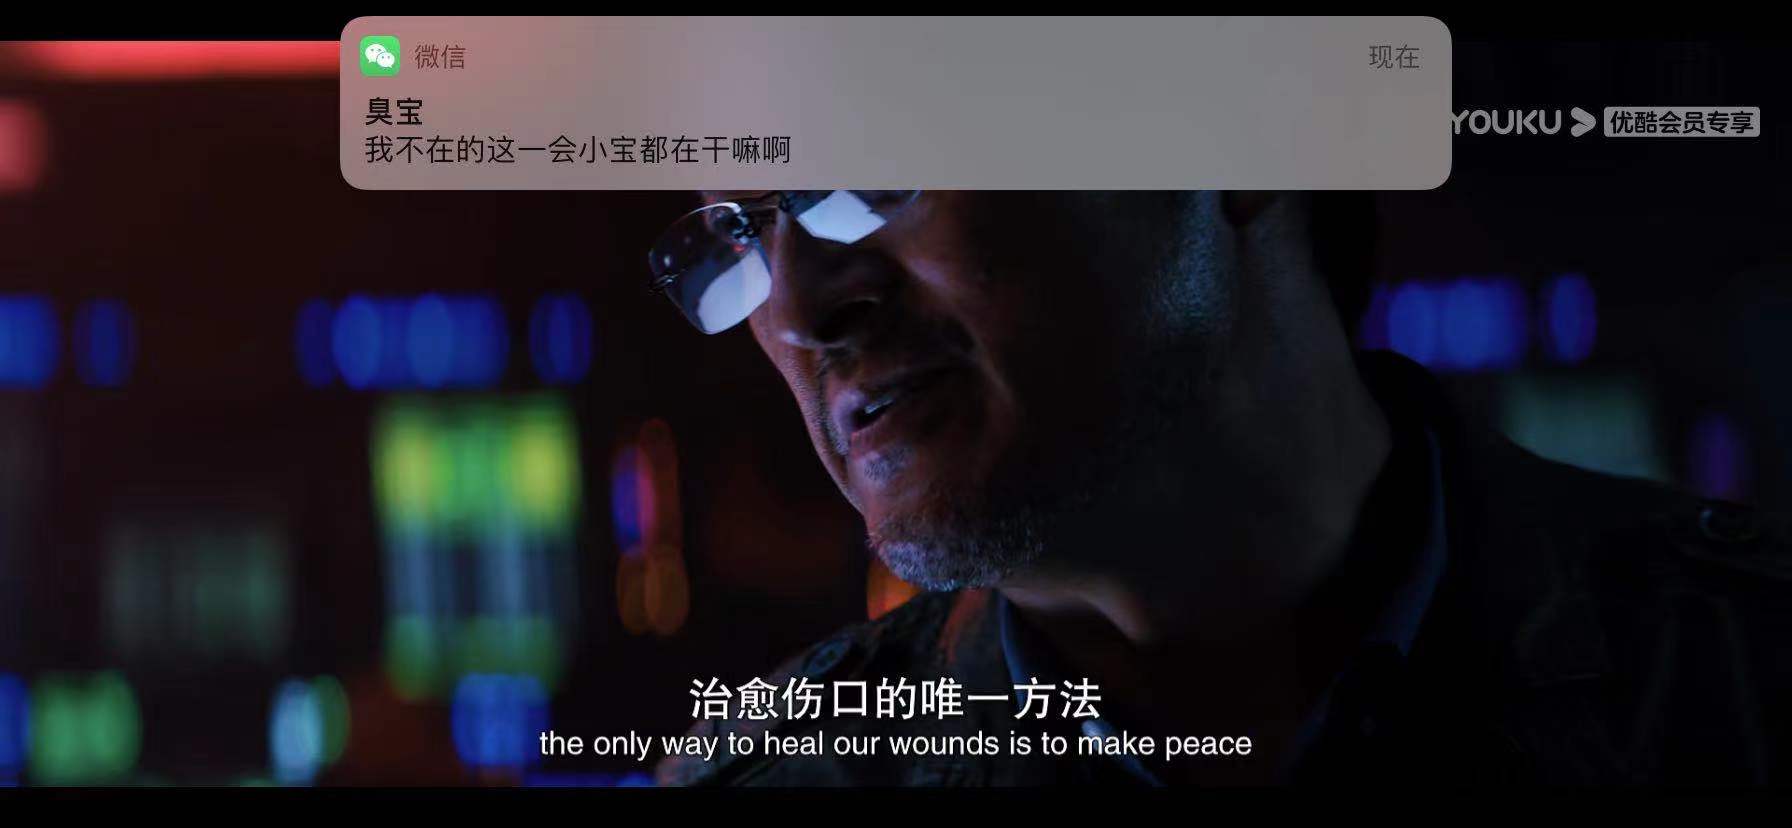 微信
现在
臭宝
我不在的这一会小宝都在干嘛啊
YOUKU 优酷会员专享
治愈伤口的唯一方法
the only way to heal our wounds is to make peace